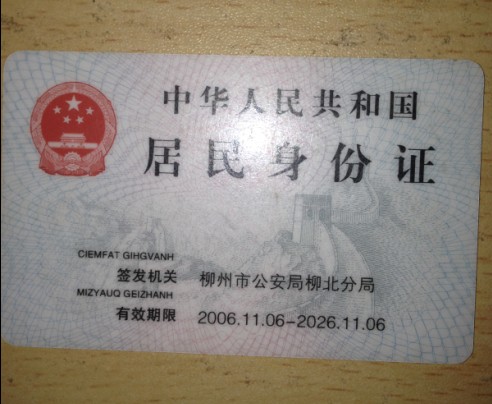 中华人民共和国
居民身份证
CIEMFAT GIHGVANH
签发机关 柳州市公安局柳北分局
MIZYAUQ GEIZHANH
有效期限 2006.11.06-2026.11.06